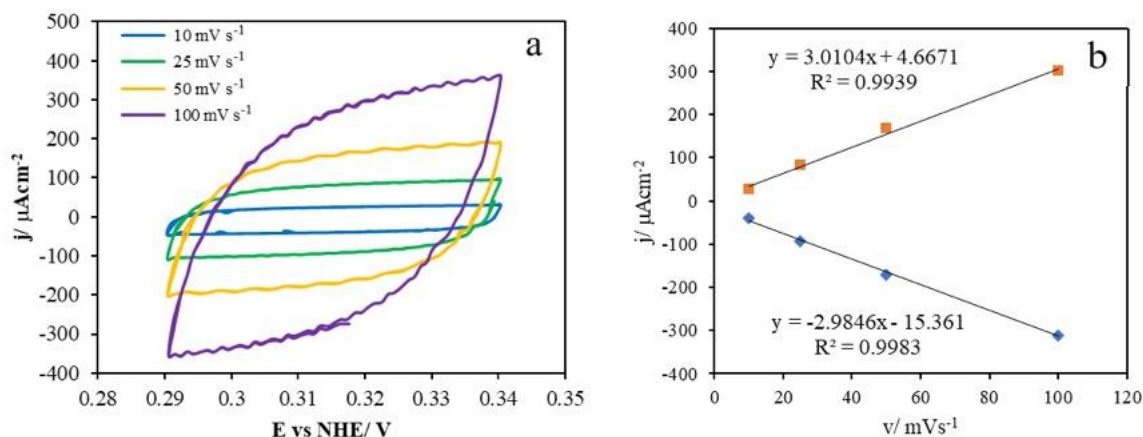 a
500
400
300
200
100
0
-100
-200
-300
-400
j/ μAcm⁻²
10 mV s⁻¹
25 mV s⁻¹
50 mV s⁻¹
100 mV s⁻¹
0.28 0.29 0.3 0.31 0.32 0.33 0.34 0.35
E vs NHE/ V
b
400
300
200
100
0
-100
-200
-300
-400
j/ μAcm⁻²
y = 3.0104x + 4.6671
R² = 0.9939
y = -2.9846x - 15.361
R² = 0.9983
0 20 40 60 80 100 120
v/ mVs⁻¹